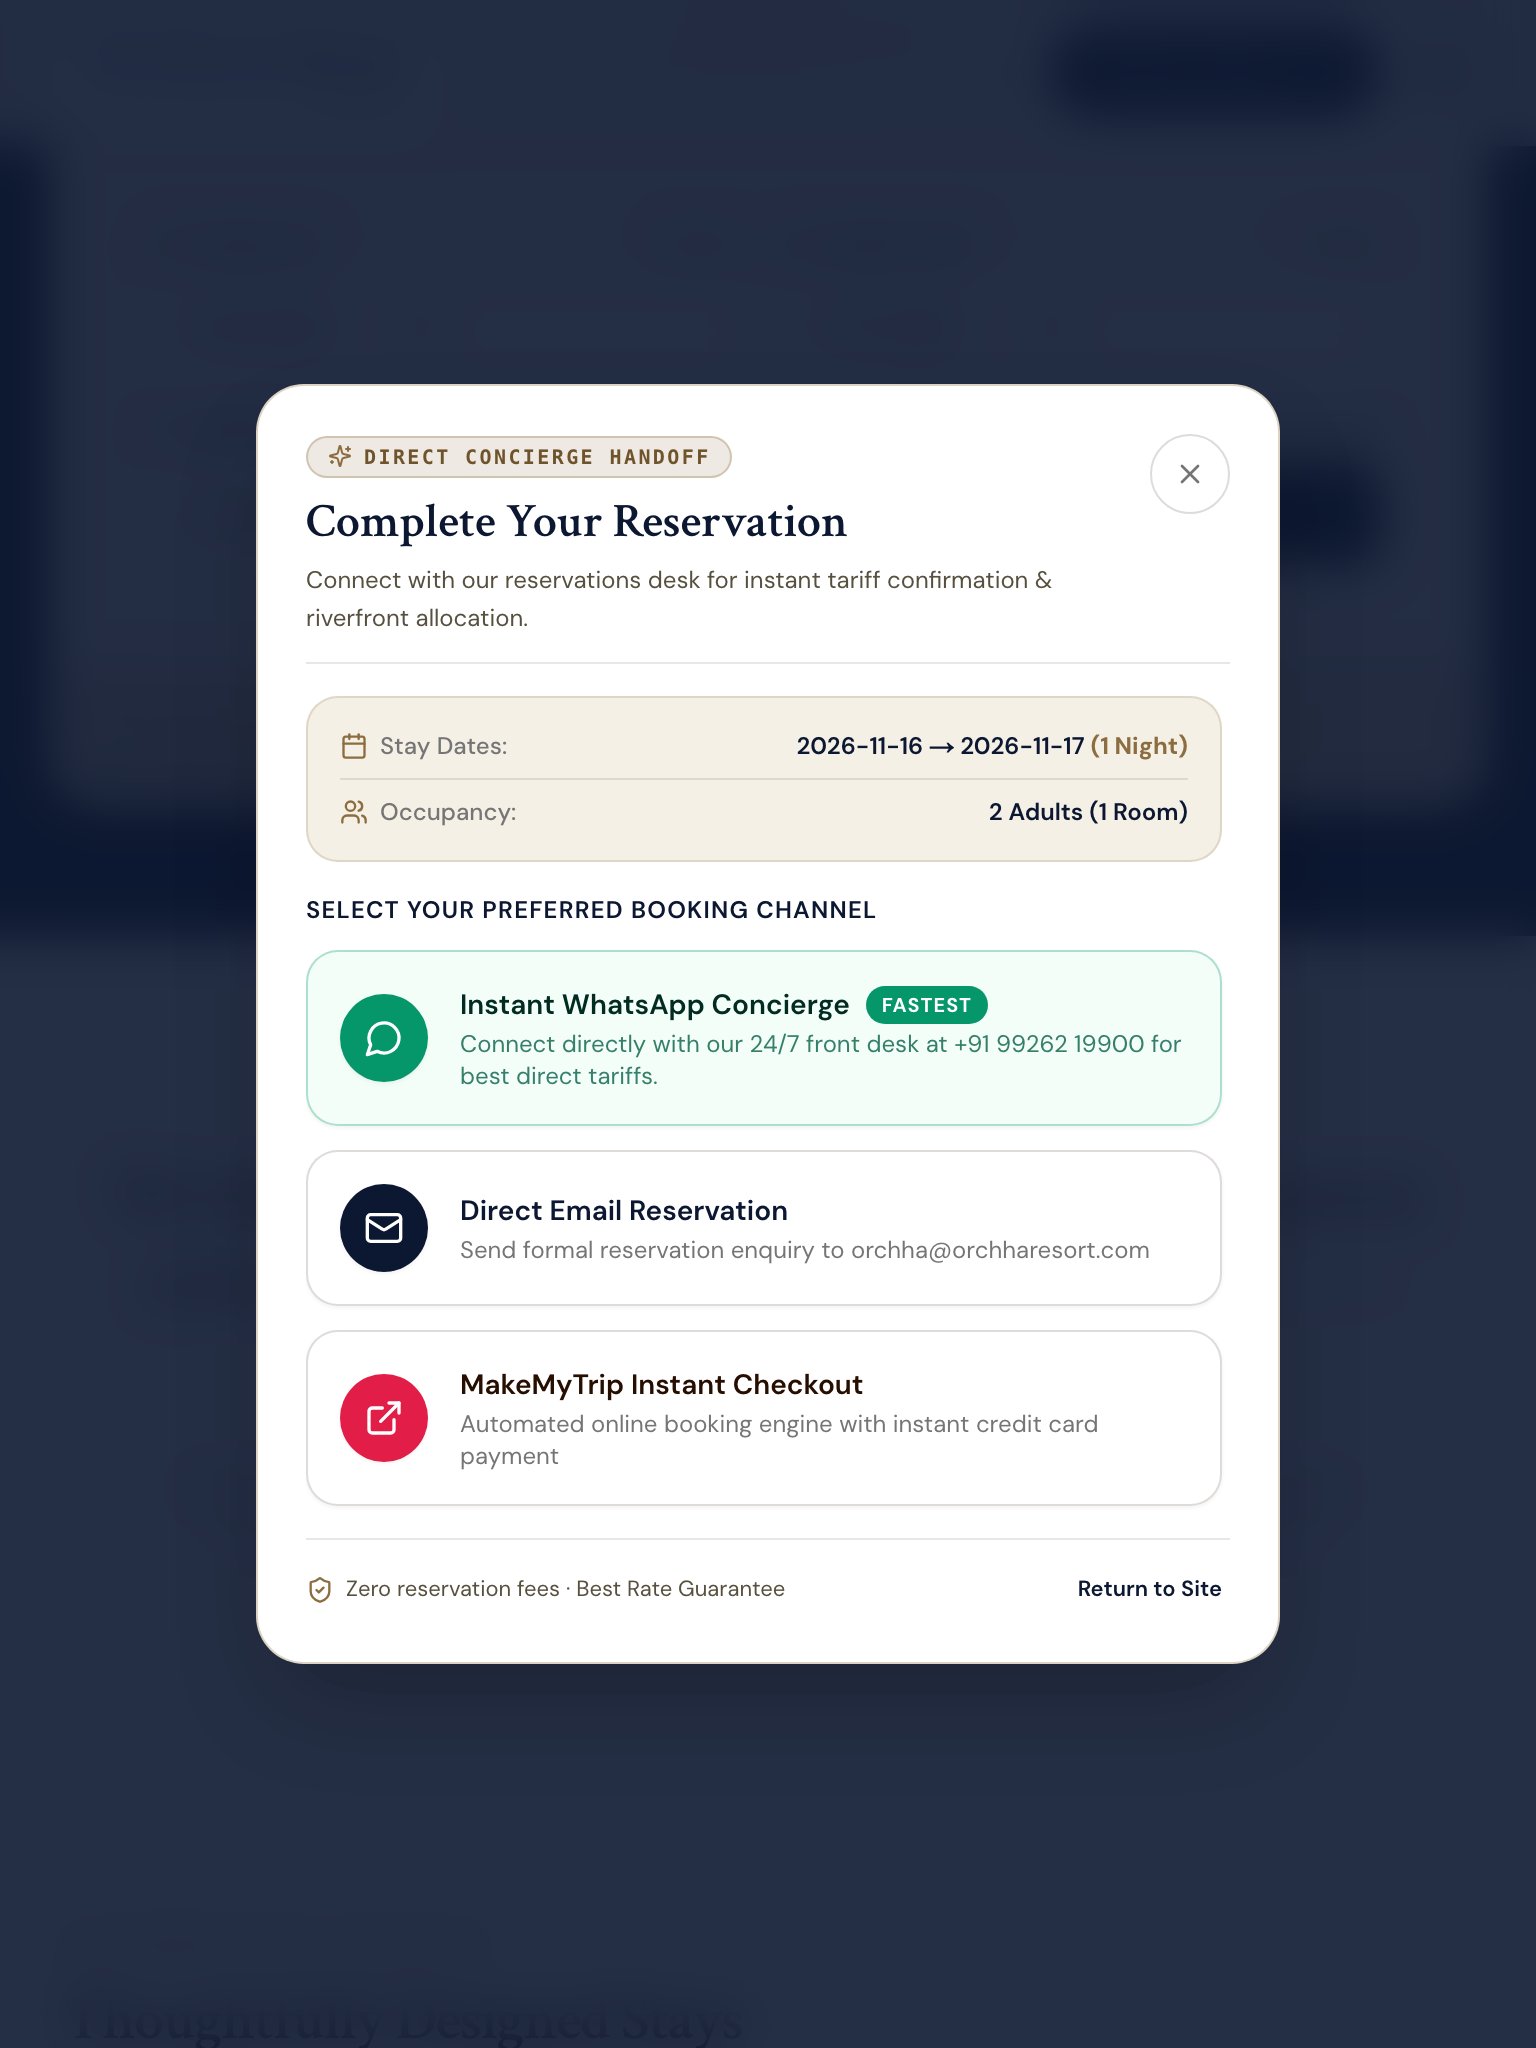 DIRECT CONCIERGE HANDOFF
Complete Your Reservation
Connect with our reservations desk for instant tariff confirmation &
riverfront allocation.
Stay Dates: 2026-11-16 → 2026-11-17 (1 Night)
Occupancy: 2 Adults (1 Room)
SELECT YOUR PREFERRED BOOKING CHANNEL
Instant WhatsApp Concierge FASTEST
Connect directly with our 24/7 front desk at +91 99262 19900 for
best direct tariffs.
Direct Email Reservation
Send formal reservation enquiry to orchha@orchharesort.com
MakeMyTrip Instant Checkout
Automated online booking engine with instant credit card
payment
Zero reservation fees · Best Rate Guarantee Return to Site
Thoughtfully Designed Stays